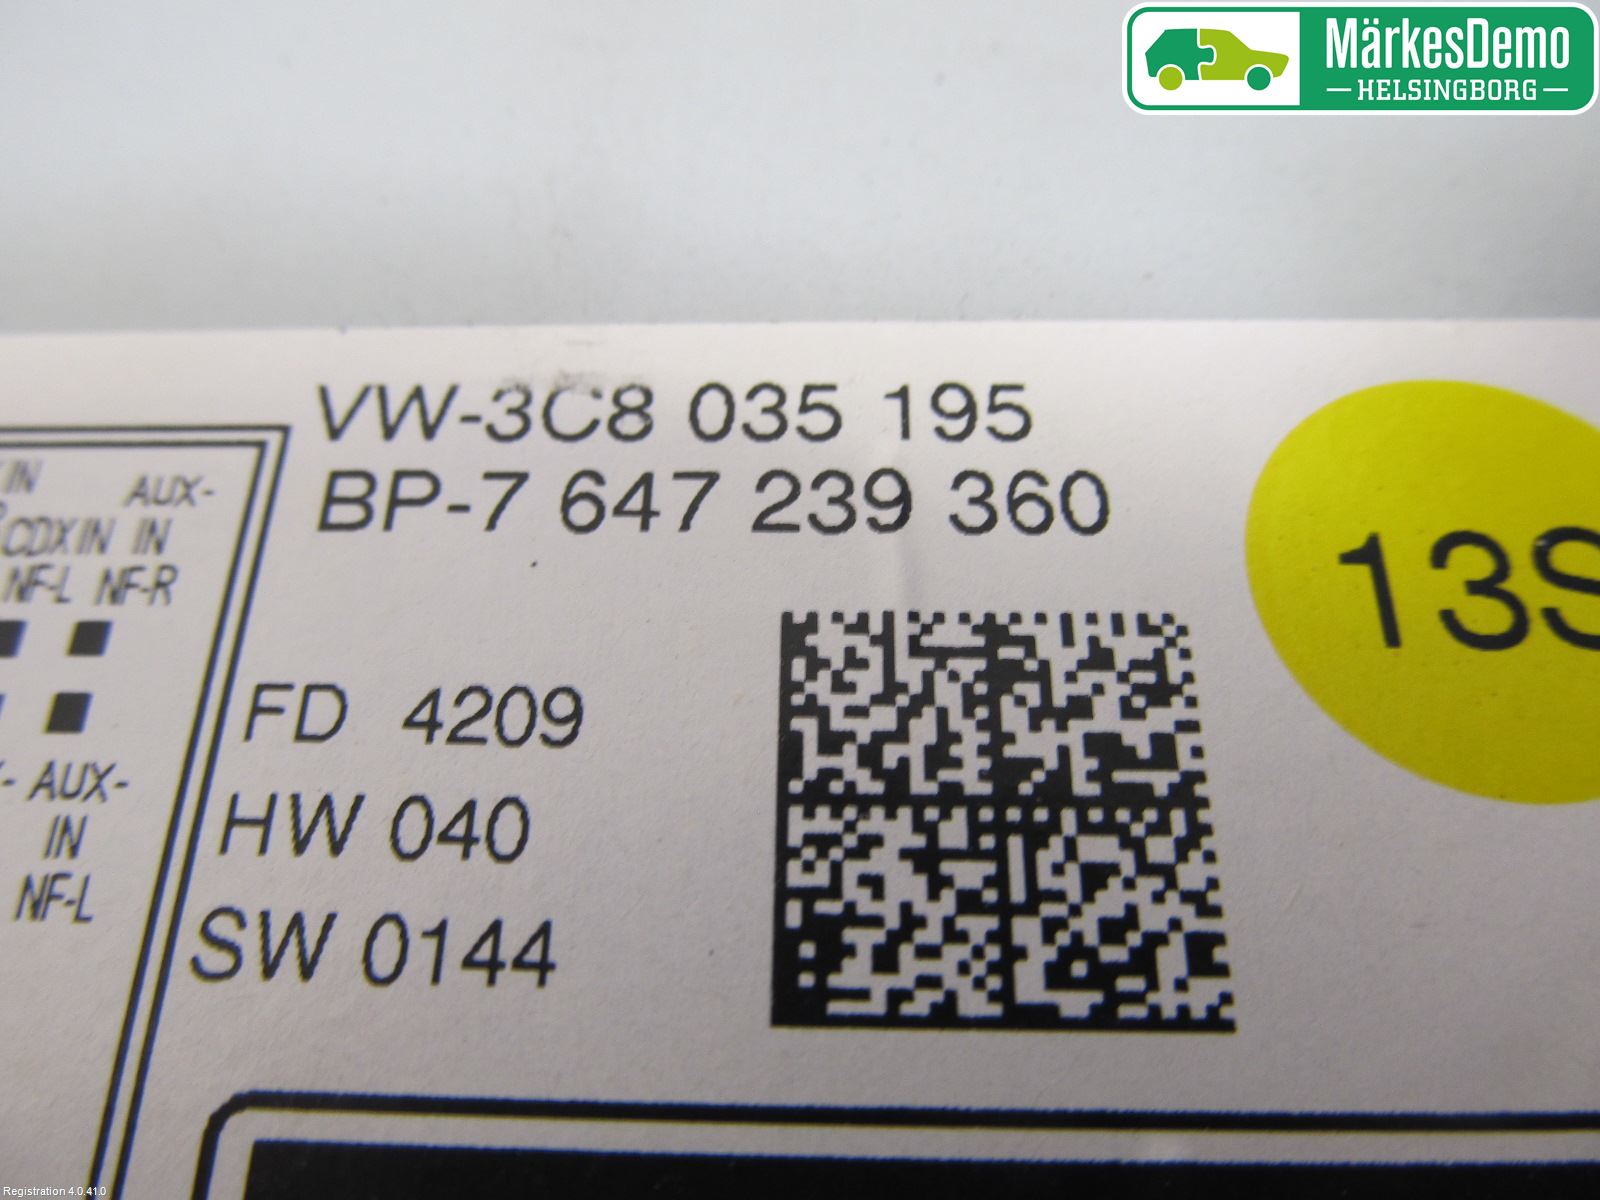 MärkesDemo
HELSINGBORG
VW-3C8 035 195
BP-7 647 239 360
IN AUX-
CDXIN IN
NF-L NF-R
13S
FD 4209
HW 040
SW 0144
AUX-
IN
NF-L
Registration 4.0.41.0